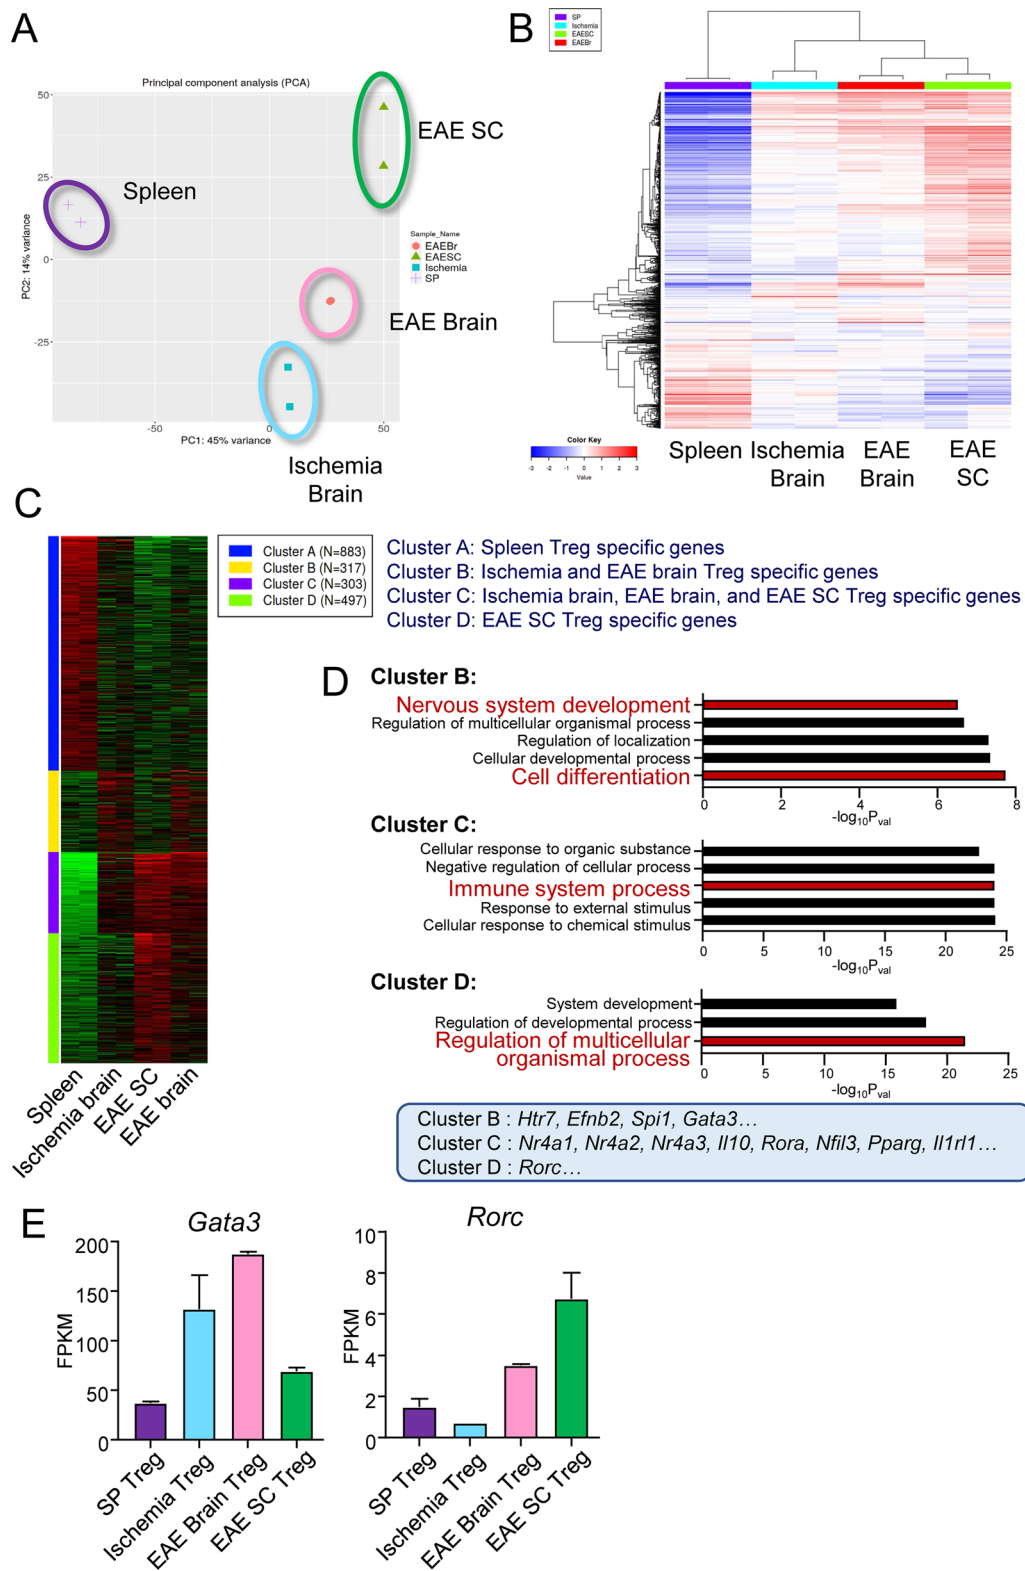 A
Principal component analysis (PCA)
50
25
0
-25
-50
0
50
PC2: 14% variance
PC1: 45% variance
Spleen
EAE SC
EAE Brain
Ischemia
Brain
Sample_Name
EAEBr
EAESC
Ischemia
SP
B
SP
Ischemia
EAESC
EAEBr
Color Key
-3 -2 -1 0 1 2 3
Value
Spleen
Ischemia
Brain
EAE
Brain
EAE
SC
C
Cluster A (N=883)
Cluster B (N=317)
Cluster C (N=303)
Cluster D (N=497)
Cluster A: Spleen Treg specific genes
Cluster B: Ischemia and EAE brain Treg specific genes
Cluster C: Ischemia brain, EAE brain, and EAE SC Treg specific genes
Cluster D: EAE SC Treg specific genes
Spleen
Ischemia brain
EAE SC
EAE brain
D
Cluster B:
Nervous system development
Regulation of multicellular organismal process
Regulation of localization
Cellular developmental process
Cell differentiation
0 2 4 6 8
-log10Pval
Cluster C:
Cellular response to organic substance
Negative regulation of cellular process
Immune system process
Response to external stimulus
Cellular response to chemical stimulus
0 5 10 15 20 25
-log10Pval
Cluster D:
System development
Regulation of developmental process
Regulation of multicellular
organismal process
0 5 10 15 20 25
-log10Pval
Cluster B : Htr7, Efnb2, Spi1, Gata3…
Cluster C : Nr4a1, Nr4a2, Nr4a3, Il10, Rora, Nfil3, Pparg, Il1rl1…
Cluster D : Rorc…
E
Gata3
200
150
100
50
0
FPKM
SP Treg
Ischemia Treg
EAE Brain Treg
EAE SC Treg
Rorc
10
8
6
4
2
0
FPKM
SP Treg
Ischemia Treg
EAE Brain Treg
EAE SC Treg